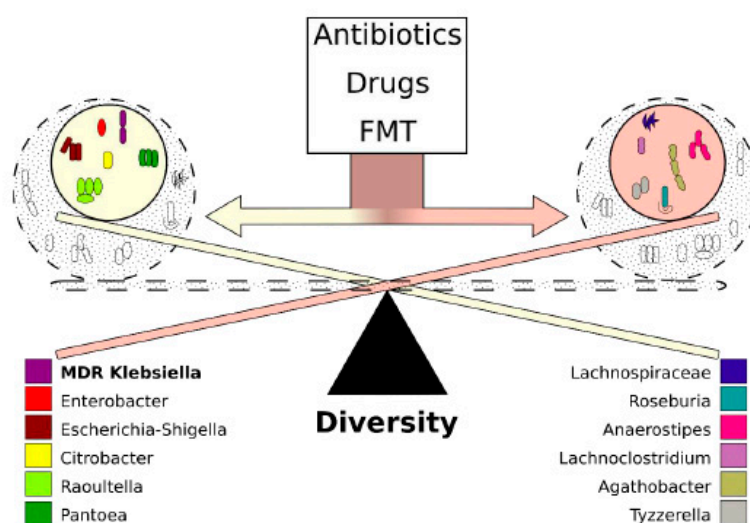 Antibiotics
Drugs
FMT
Diversity
MDR Klebsiella
Enterobacter
Escherichia-Shigella
Citrobacter
Raoultella
Pantoea
Lachnospiraceae
Roseburia
Anaerostipes
Lachnoclostridium
Agathobacter
Tyzzerella